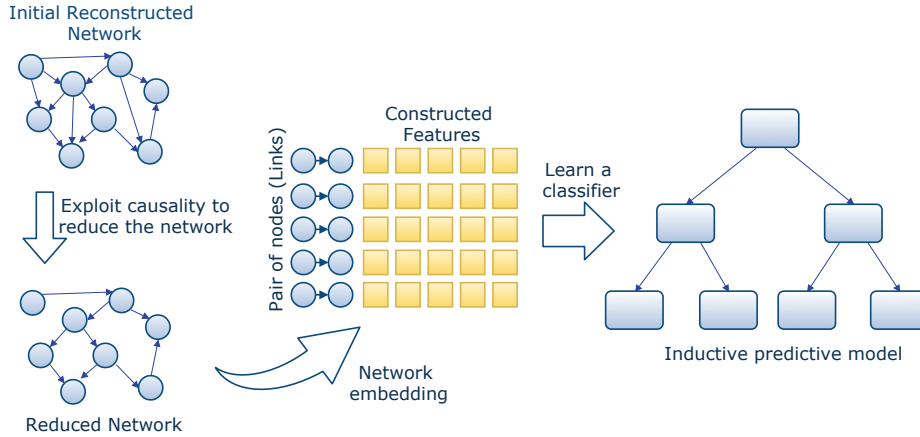 Initial Reconstructed
Network
Exploit causality to
reduce the network
Reduced Network
Pair of nodes (Links)
Constructed
Features
Network
embedding
Learn a
classifier
Inductive predictive model